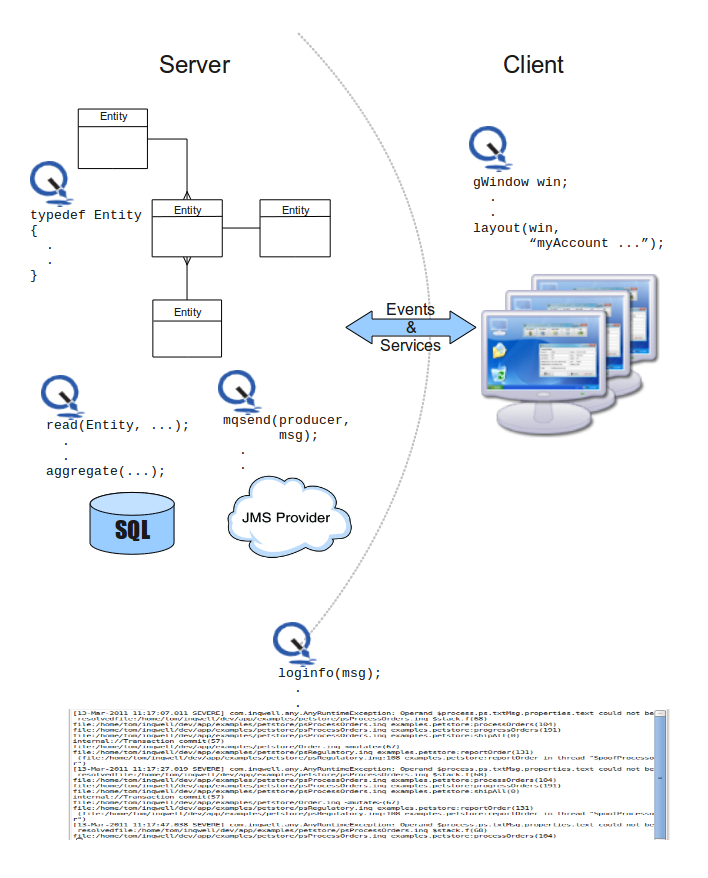 Server
Client
Entity
typedef Entity
{
.
.
}
Entity
Entity
Entity
gWindow win;
.
.
layout(win,
“myAccount ...”);
Events
&
Services
read(Entity, ...);
.
.
aggregate(...);
SQL
mqsend(producer,
msg);
.
.
JMS Provider
loginfo(msg);
.
.
[13-Mar-2011 11:17:07.011 SEVERE] com.inqwell.any.AnyRuntimeException: Operand $process.ps.txtMsg.properties.text could not be
resolvedfile:/home/tom/inqwell/dev/app/examples/petstore/psProcessOrders.inq $stack.f(68)
file:/home/tom/inqwell/dev/app/examples/petstore/psProcessOrders.inq examples.petstore:processOrders(104)
file:/home/tom/inqwell/dev/app/examples/petstore/psProcessOrders.inq examples.petstore:progressOrders(191)
file:/home/tom/inqwell/dev/app/examples/petstore/psProcessOrders.inq examples.petstore:shipAll(0)
internal://Transaction commit(57)
file:/home/tom/inqwell/dev/app/examples/petstore/Order.inq <mutate>(67)
file:/home/tom/inqwell/dev/app/examples/petstore/psRegulatory.inq examples.petstore:reportOrder(131)
(file:/home/tom/inqwell/dev/app/examples/petstore/psRegulatory.inq:108 examples.petstore:reportOrder in thread "SpoofProcesso
r")
[13-Mar-2011 11:17:27.019 SEVERE] com.inqwell.any.AnyRuntimeException: Operand $process.ps.txtMsg.properties.text could not be
resolvedfile:/home/tom/inqwell/dev/app/examples/petstore/psProcessOrders.inq $stack.f(68)
file:/home/tom/inqwell/dev/app/examples/petstore/psProcessOrders.inq examples.petstore:processOrders(104)
file:/home/tom/inqwell/dev/app/examples/petstore/psProcessOrders.inq examples.petstore:progressOrders(191)
file:/home/tom/inqwell/dev/app/examples/petstore/psProcessOrders.inq examples.petstore:shipAll(0)
internal://Transaction commit(57)
file:/home/tom/inqwell/dev/app/examples/petstore/Order.inq <mutate>(67)
file:/home/tom/inqwell/dev/app/examples/petstore/psRegulatory.inq examples.petstore:reportOrder(131)
(file:/home/tom/inqwell/dev/app/examples/petstore/psRegulatory.inq:108 examples.petstore:reportOrder in thread "SpoofProcesso
r")
[13-Mar-2011 11:17:47.038 SEVERE] com.inqwell.any.AnyRuntimeException: Operand $process.ps.txtMsg.properties.text could not be
resolvedfile:/home/tom/inqwell/dev/app/examples/petstore/psProcessOrders.inq $stack.f(68)
file:/home/tom/inqwell/dev/app/examples/petstore/psProcessOrders.inq examples.petstore:processOrders(104)